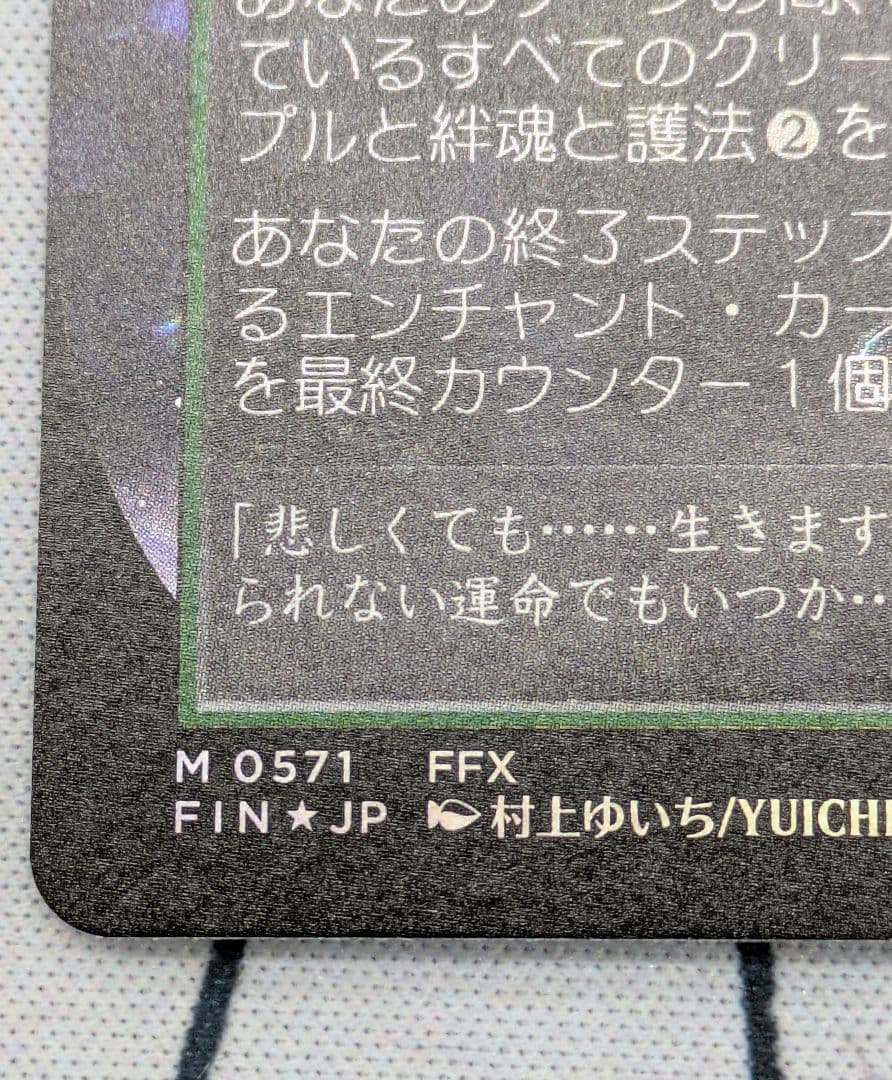 ているすべてのクリー
プルと絆魂と護法❷を
あなたの終了ステップ
るエンチャント・カー
を最終カウンター1個
「悲しくても……生きます
られない運命でもいつか…
M 0571 FFX
FIN★JP 村上ゆいち/YUICHI